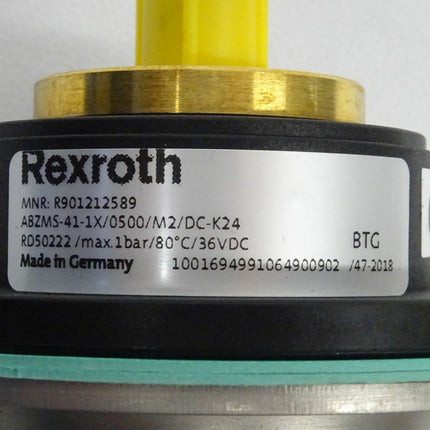 Rexroth
MNR: R901212589
ABZMS-41-1X/0500/M2/DC-K24
RD50222 /max.1bar/80°C/36VDC BTG
Made in Germany 1001694991064900902 /47-2018